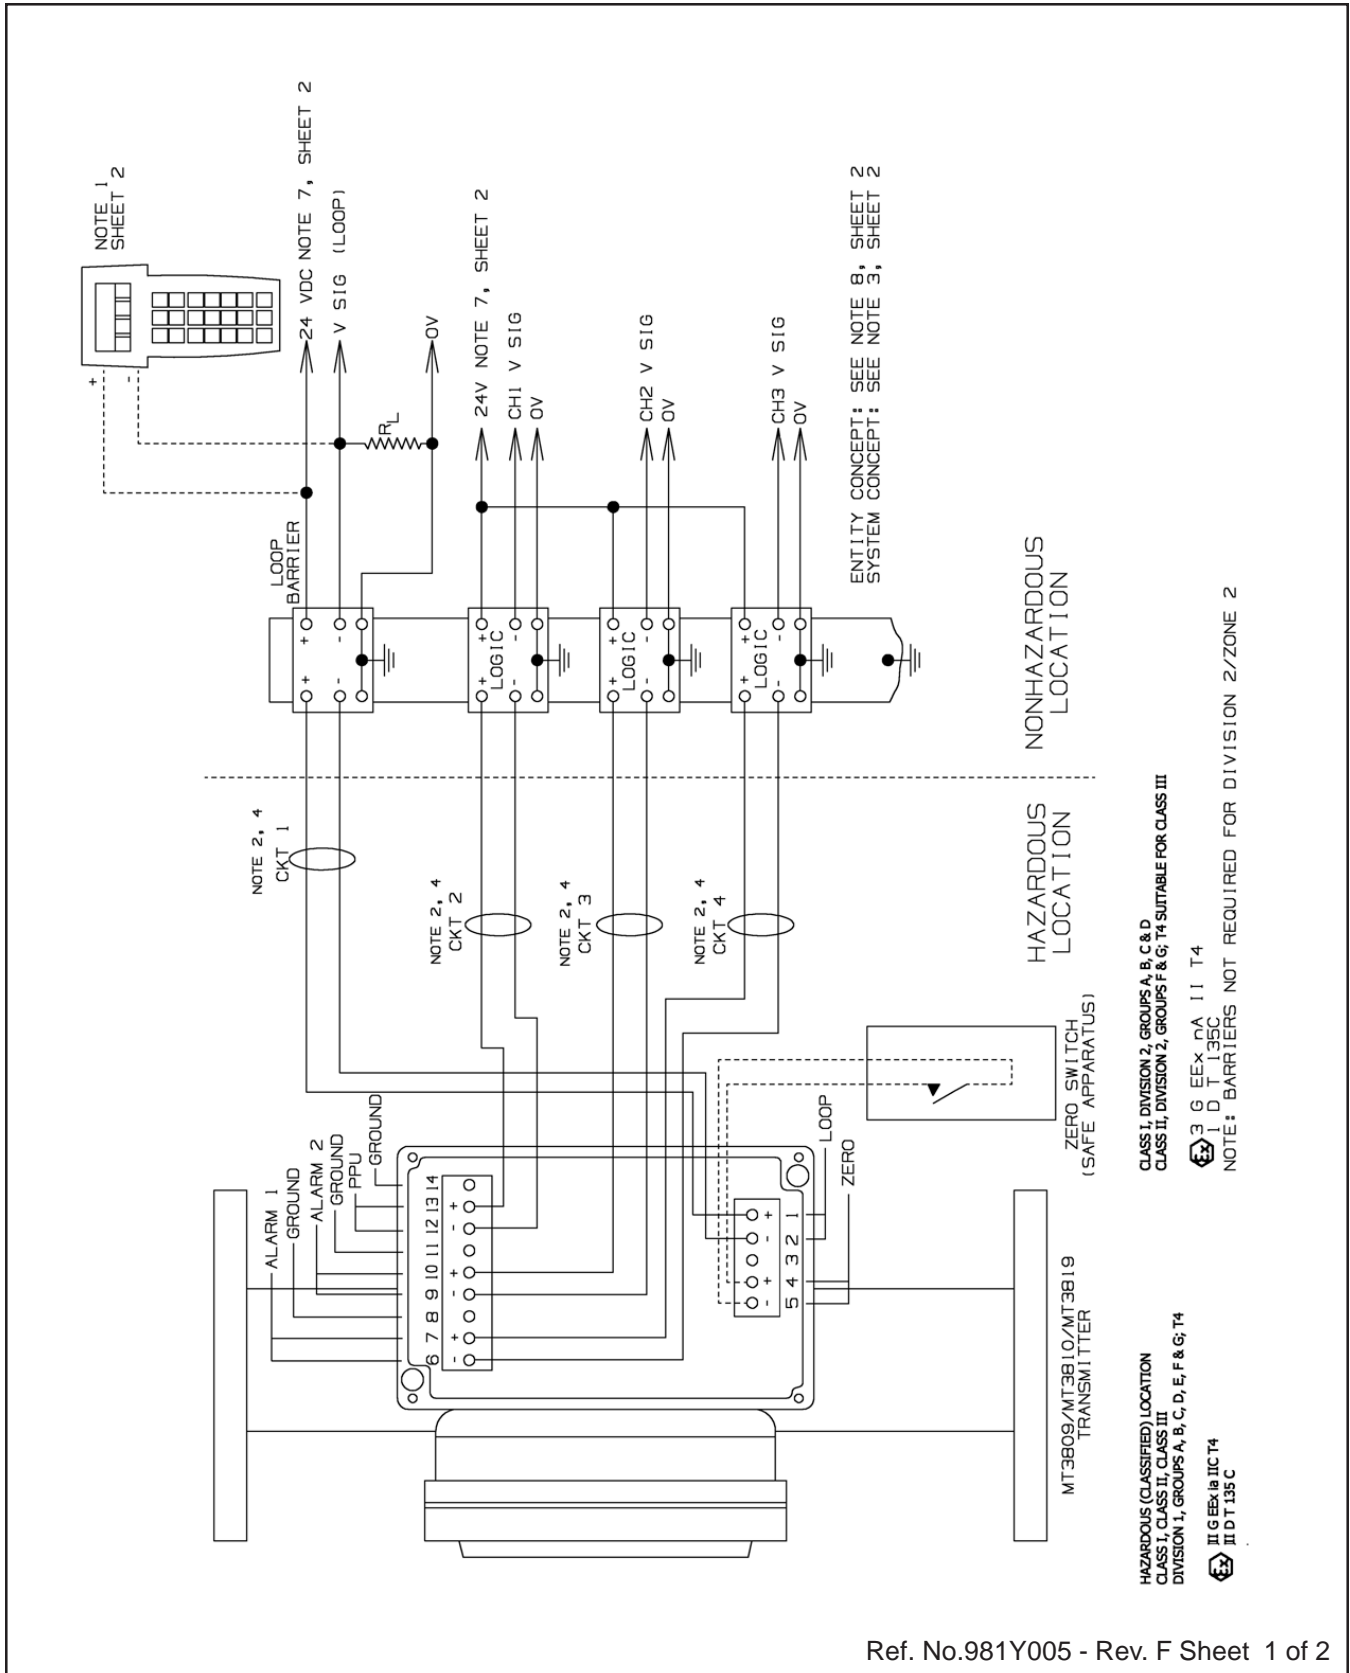 NOTE 1
SHEET 2
+
-
24 VDC NOTE 7, SHEET 2
V SIG (LOOP)
0V
RL
LOOP
BARRIER
+ +
- -
24V NOTE 7, SHEET 2
CH1 V SIG
0V
+ +
LOGIC
- -
CH2 V SIG
0V
+ +
LOGIC
- -
CH3 V SIG
0V
+ +
LOGIC
- -
ENTITY CONCEPT: SEE NOTE 8, SHEET 2
SYSTEM CONCEPT: SEE NOTE 3, SHEET 2
NONHAZARDOUS
LOCATION
HAZARDOUS
LOCATION
NOTE 2, 4
CKT 1
NOTE 2, 4
CKT 2
NOTE 2, 4
CKT 3
NOTE 2, 4
CKT 4
ALARM 1
GROUND
ALARM 2
GROUND
PPU
GROUND
6 7 8 9 10 11 12 13 14
- + - + - +
5 4 3 2 1
- + - +
LOOP
ZERO
ZERO SWITCH
(SAFE APPARATUS)
MT3809/MT3810/MT3819
TRANSMITTER
HAZARDOUS (CLASSIFIED) LOCATION
CLASS I, CLASS II, CLASS III
DIVISION 1, GROUPS A, B, C, D, E, F & G; T4
Ex II G EEx ia IIC T4
II D T 135 C
CLASS I, DIVISION 2, GROUPS A, B, C & D
CLASS II, DIVISION 2, GROUPS F & G; T4 SUITABLE FOR CLASS III
Ex 3 G EEx nA II T4
1 D T 135C
NOTE: BARRIERS NOT REQUIRED FOR DIVISION 2/ZONE 2
Ref. No.981Y005 - Rev. F Sheet 1 of 2